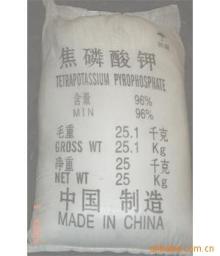 焦磷酸钾
TETRAPOTASSIUM PYROPHOSPHATE
含量 96%
MIN 96%
毛重 25.1 千克
GROSS WT 25.1 Kg
净重 25 千克
NET WT 25 Kg
中国 制造
MADE IN CHINA